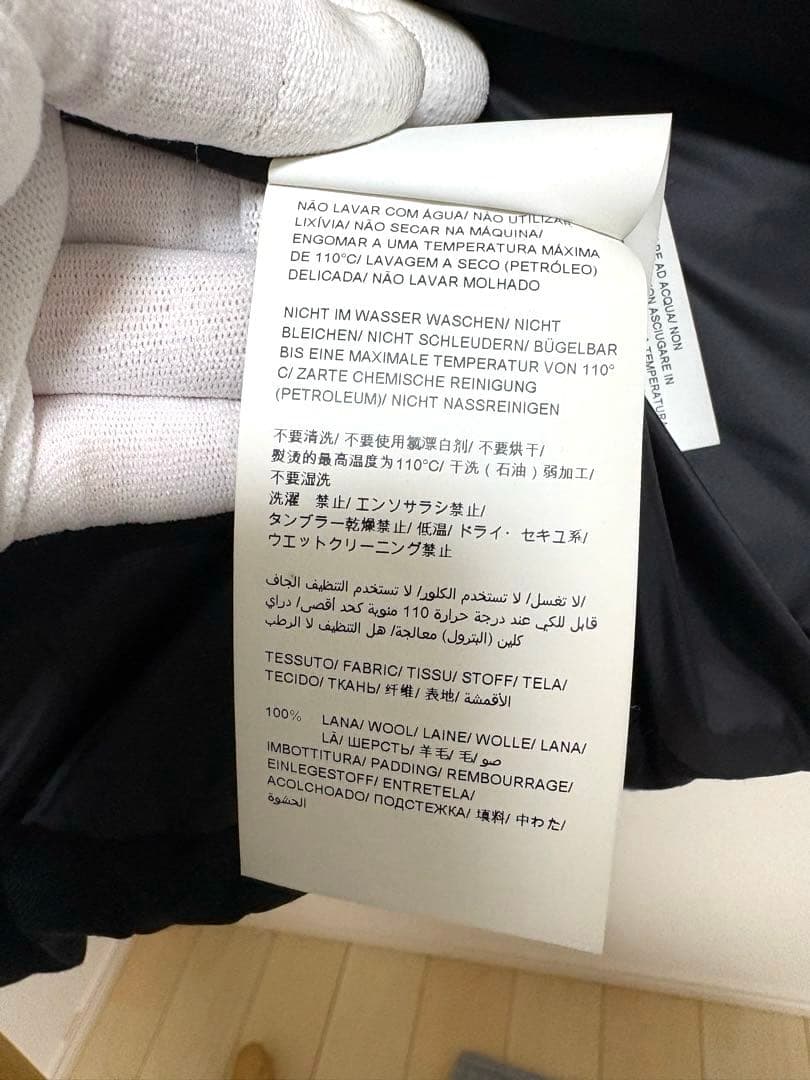 NÃO LAVAR COM ÁGUA/ NÃO UTILIZAR
LIXÍVIA/ NÃO SECAR NA MÁQUINA/
ENGOMAR A UMA TEMPERATURA MÁXIMA
DE 110°C/ LAVAGEM A SECO (PETRÓLEO)
DELICADA/ NÃO LAVAR MOLHADO
NICHT IM WASSER WASCHEN/ NICHT
BLEICHEN/ NICHT SCHLEUDERN/ BÜGELBAR
BIS EINE MAXIMALE TEMPERATUR VON 110°
C/ ZARTE CHEMISCHE REINIGUNG
(PETROLEUM)/ NICHT NASSREINIGEN
不要清洗/ 不要使用氯漂白剂/ 不要烘干/
熨烫的最高温度为110°C/ 干洗（石油）弱加工/
不要湿洗
洗濯 禁止/ エンソサラシ禁止/
タンブラー乾燥禁止/ 低温/ ドライ・ セキユ系/
ウエットクリーニング禁止
/لا تغسل/ لا تستخدم الكلور/ لا تستخدم التنظيف الجاف
قابل للكي عند درجة حرارة 110 مئوية كحد أقصى/ دراي
كلين (البترول) معالجة/ هل التنظيف لا الرطب
TESSUTO/ FABRIC/ TISSU/ STOFF/ TELA/
TECIDO/ ТКАНЬ/ 纤维/ 表地/ الأقمشة
100% LANA/ WOOL/ LAINE/ WOLLE/ LANA/
LÃ/ ШЕРСТЬ/ 羊毛/ 毛/ صو
IMBOTTITURA/ PADDING/ REMBOURRAGE/
EINLEGESTOFF/ ENTRETELA/
ACOLCHOADO/ ПОДСТЕЖКА/ 填料/ 中わた/
الحشوة
RE AD ACQUA/ NON
ON ASCIUGARE IN
TEMPERATURA